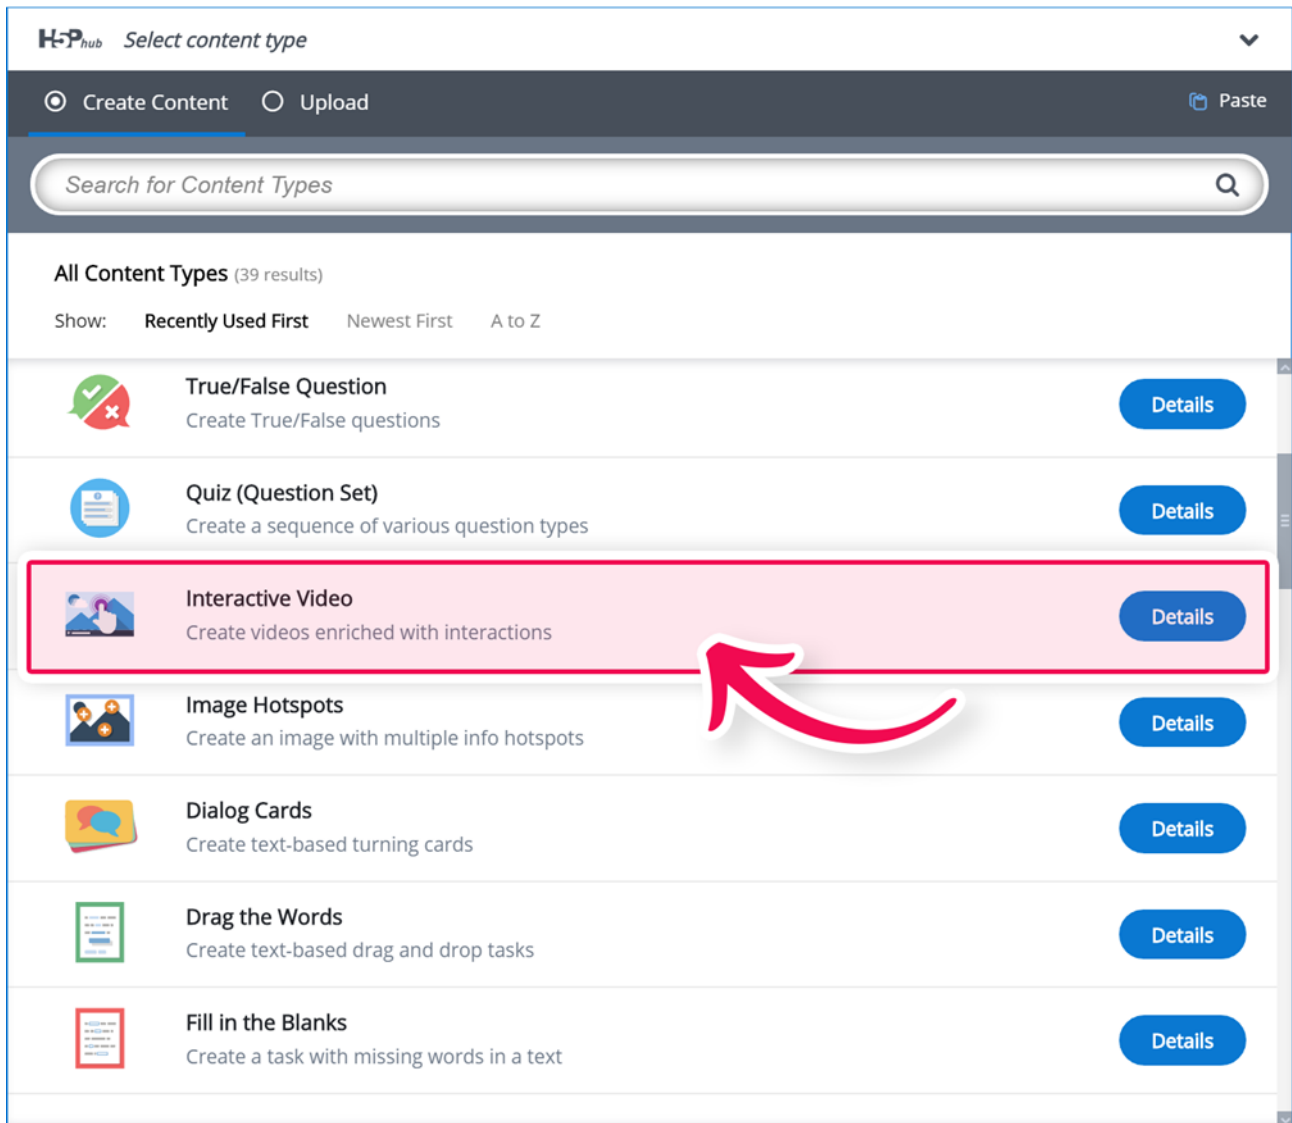 H5Phub Select content type
Create Content Upload Paste
Search for Content Types
All Content Types (39 results)
Show: Recently Used First Newest First A to Z
True/False Question
Create True/False questions
Details
Quiz (Question Set)
Create a sequence of various question types
Details
Interactive Video
Create videos enriched with interactions
Details
Image Hotspots
Create an image with multiple info hotspots
Details
Dialog Cards
Create text-based turning cards
Details
Drag the Words
Create text-based drag and drop tasks
Details
Fill in the Blanks
Create a task with missing words in a text
Details